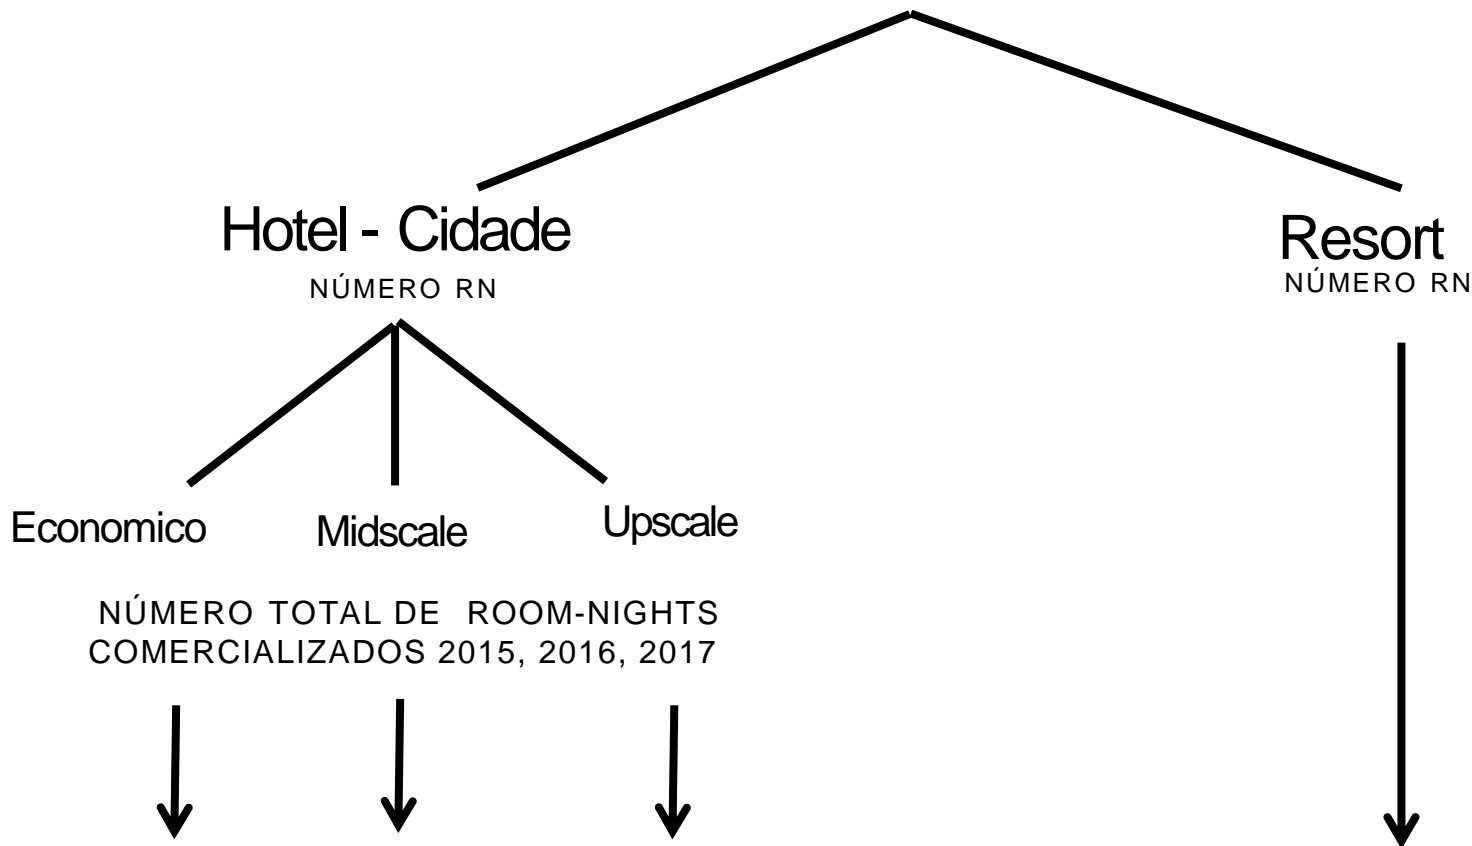 Hotel - Cidade
NÚMERO RN
Resort
NÚMERO RN
Economico
Midscale
Upscale
NÚMERO TOTAL DE ROOM-NIGHTS
COMERCIALIZADOS 2015, 2016, 2017